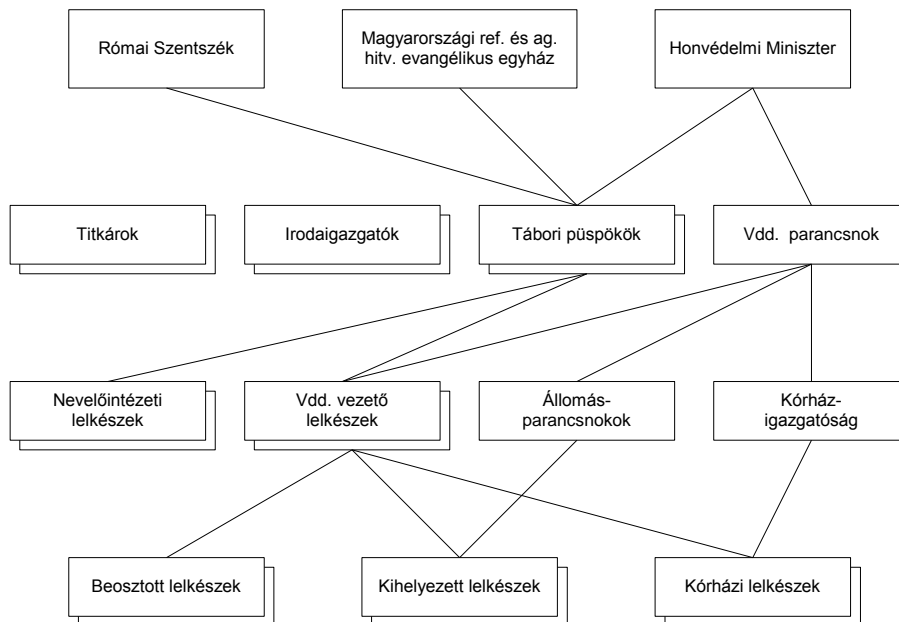 Római Szentszék
Magyarországi ref. és ag.
hitv. evangélikus egyház
Honvédelmi Miniszter
Titkárok
Irodaigazgatók
Tábori püspökök
Vdd.  parancsnok
Nevelőintézeti
lelkészek
Vdd. vezető
lelkészek
Állomás-
parancsnokok
Kórház-
igazgatóság
Beosztott lelkészek
Kihelyezett lelkészek
Kórházi lelkészek